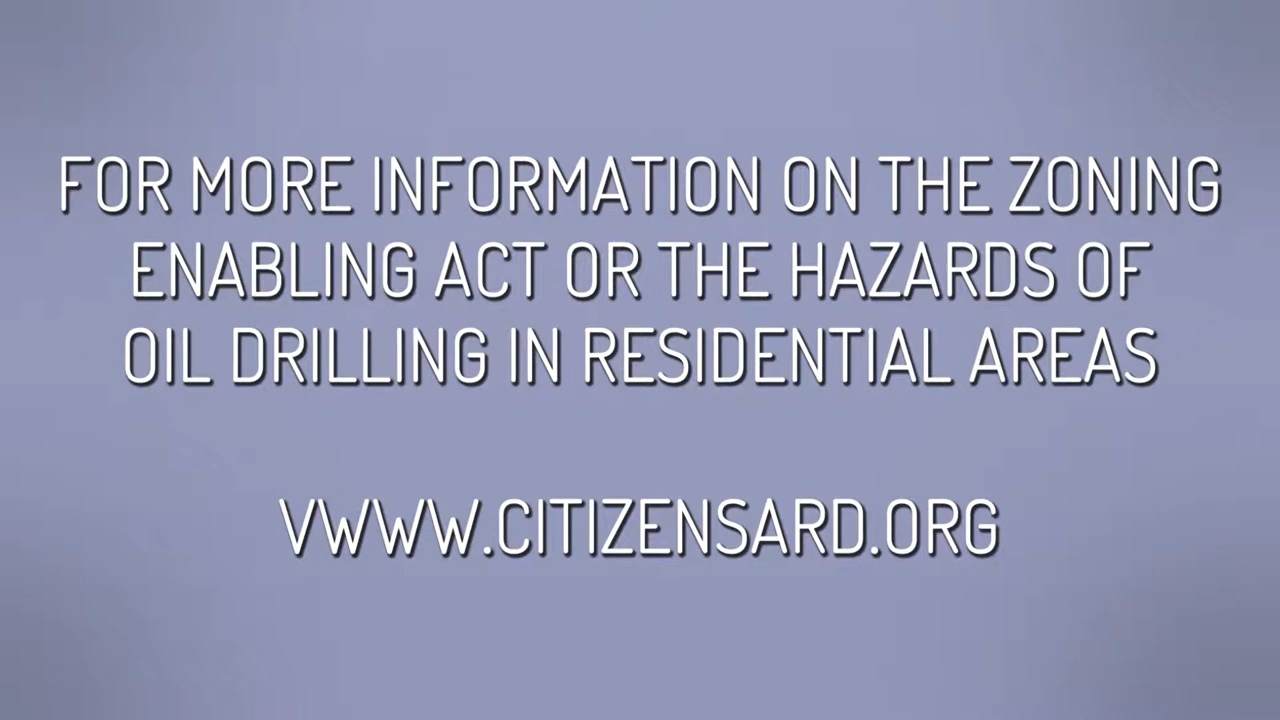 FOR MORE INFORMATION ON THE ZONING
ENABLING ACT OR THE HAZARDS OF
OIL DRILLING IN RESIDENTIAL AREAS
VWWW.CITIZENSARD.ORG